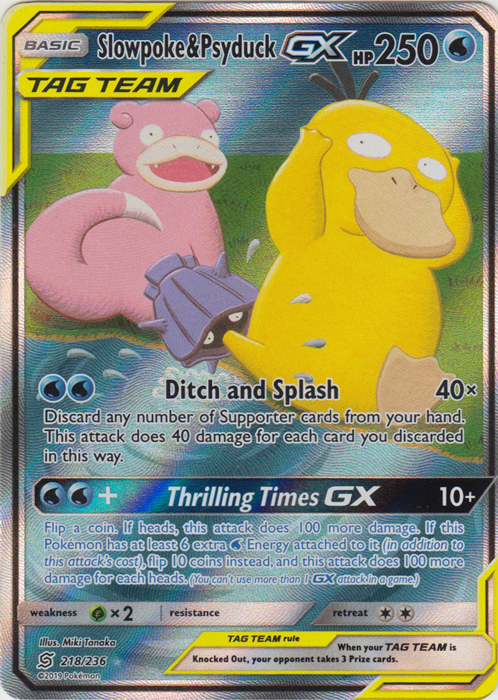 BASIC Slowpoke&Psyduck GX HP250
TAG TEAM
Ditch and Splash 40×
Discard any number of Supporter cards from your hand.
This attack does 40 damage for each card you discarded
in this way.
+ Thrilling Times GX 10+
Flip a coin. If heads, this attack does 100 more damage. If this
Pokémon has at least 6 extra Energy attached to it (in addition to
this attack's cost), flip 10 coins instead, and this attack does 100 more
damage for each heads. (You can't use more than 1 GX attack in a game.)
weakness ×2 resistance retreat
Illus. Miki Tanaka
218/236
©2019 Pokémon
TAG TEAM rule
When your TAG TEAM is
Knocked Out, your opponent takes 3 Prize cards.